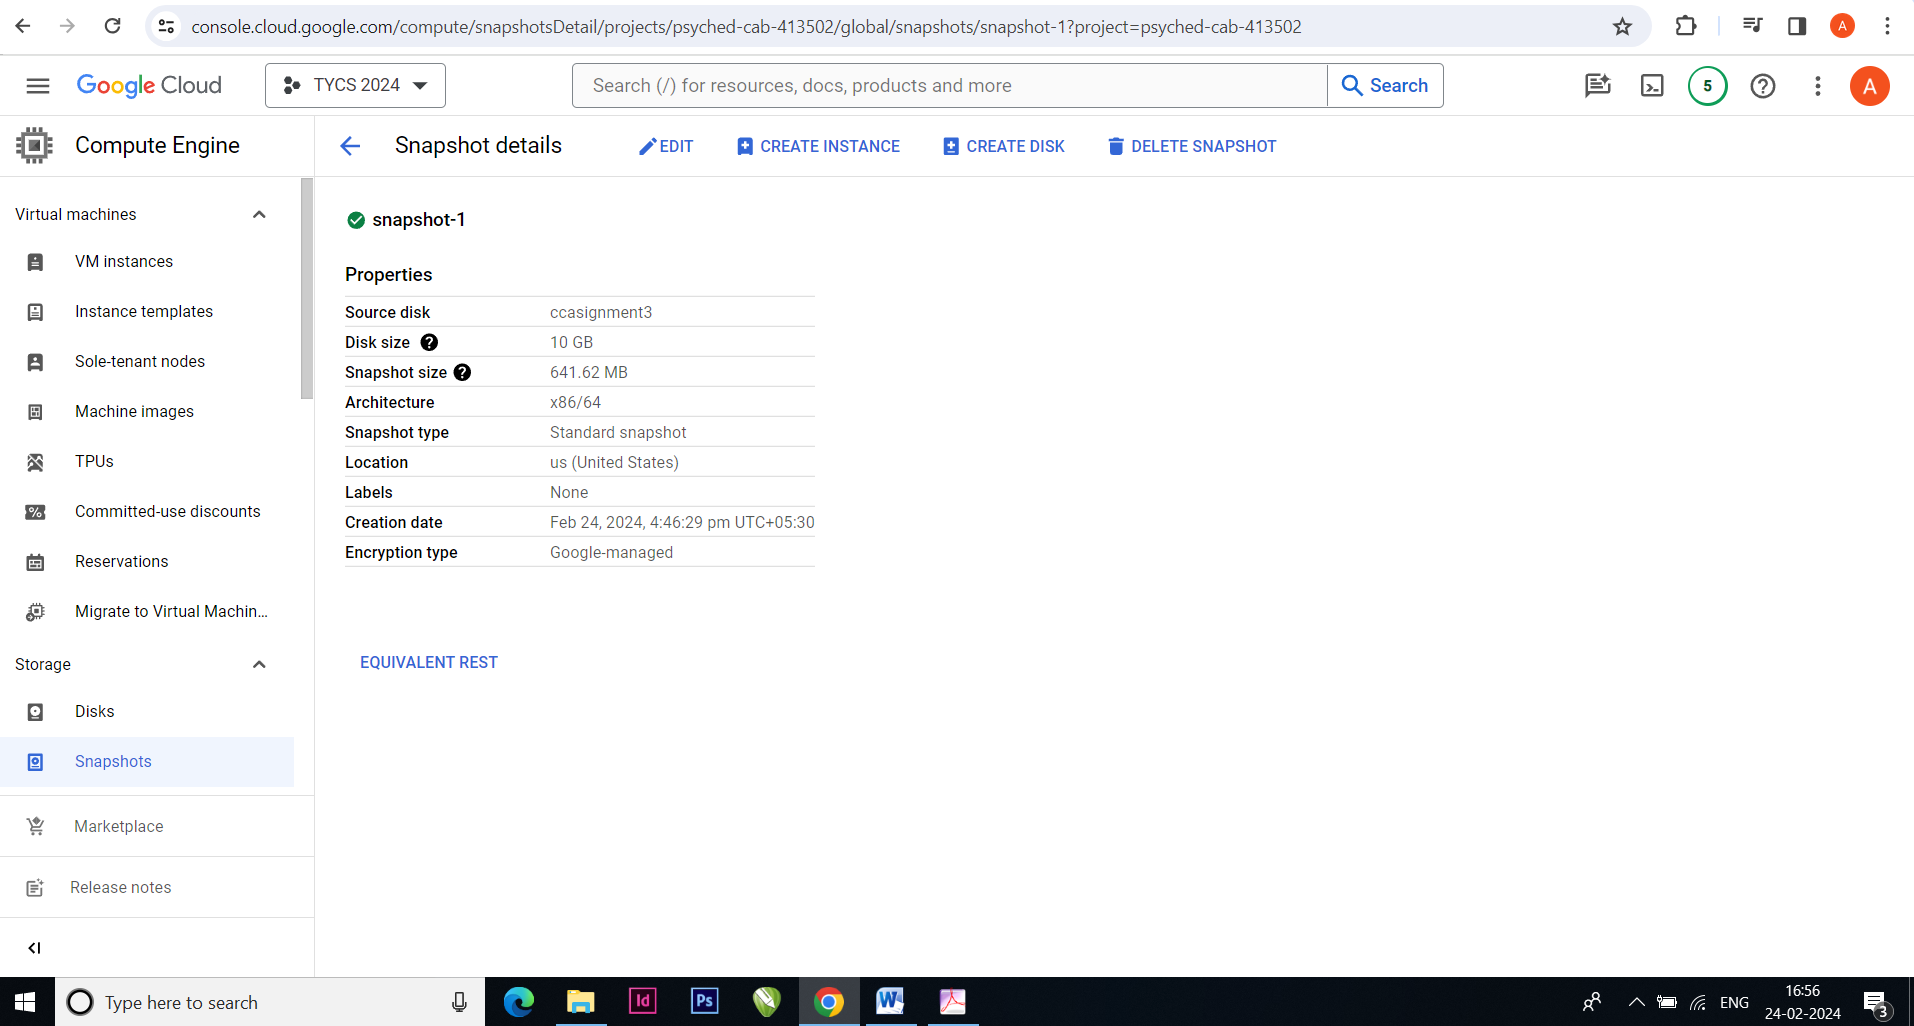 console.cloud.google.com/compute/snapshotsDetail/projects/psyched-cab-413502/global/snapshots/snapshot-1?project=psyched-cab-413502
A
Google Cloud
TYCS 2024
Search (/) for resources, docs, products and more
Search
5
A
Compute Engine
Snapshot details
EDIT
CREATE INSTANCE
CREATE DISK
DELETE SNAPSHOT
Virtual machines
VM instances
Instance templates
Sole-tenant nodes
Machine images
TPUs
Committed-use discounts
Reservations
Migrate to Virtual Machin...
Storage
Disks
Snapshots
Marketplace
Release notes
snapshot-1
Properties
Source disk ccasignment3
Disk size 10 GB
Snapshot size 641.62 MB
Architecture x86/64
Snapshot type Standard snapshot
Location us (United States)
Labels None
Creation date Feb 24, 2024, 4:46:29 pm UTC+05:30
Encryption type Google-managed
EQUIVALENT REST
Type here to search
Id
Ps
W
ENG
16:56
24-02-2024
3